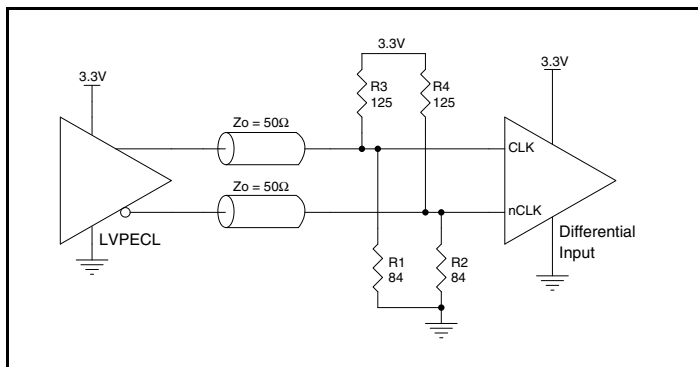 3.3V
3.3V
3.3V
R3
125
R4
125
Zo = 50Ω
CLK
Zo = 50Ω
nCLK
LVPECL
Differential
Input
R1
84
R2
84